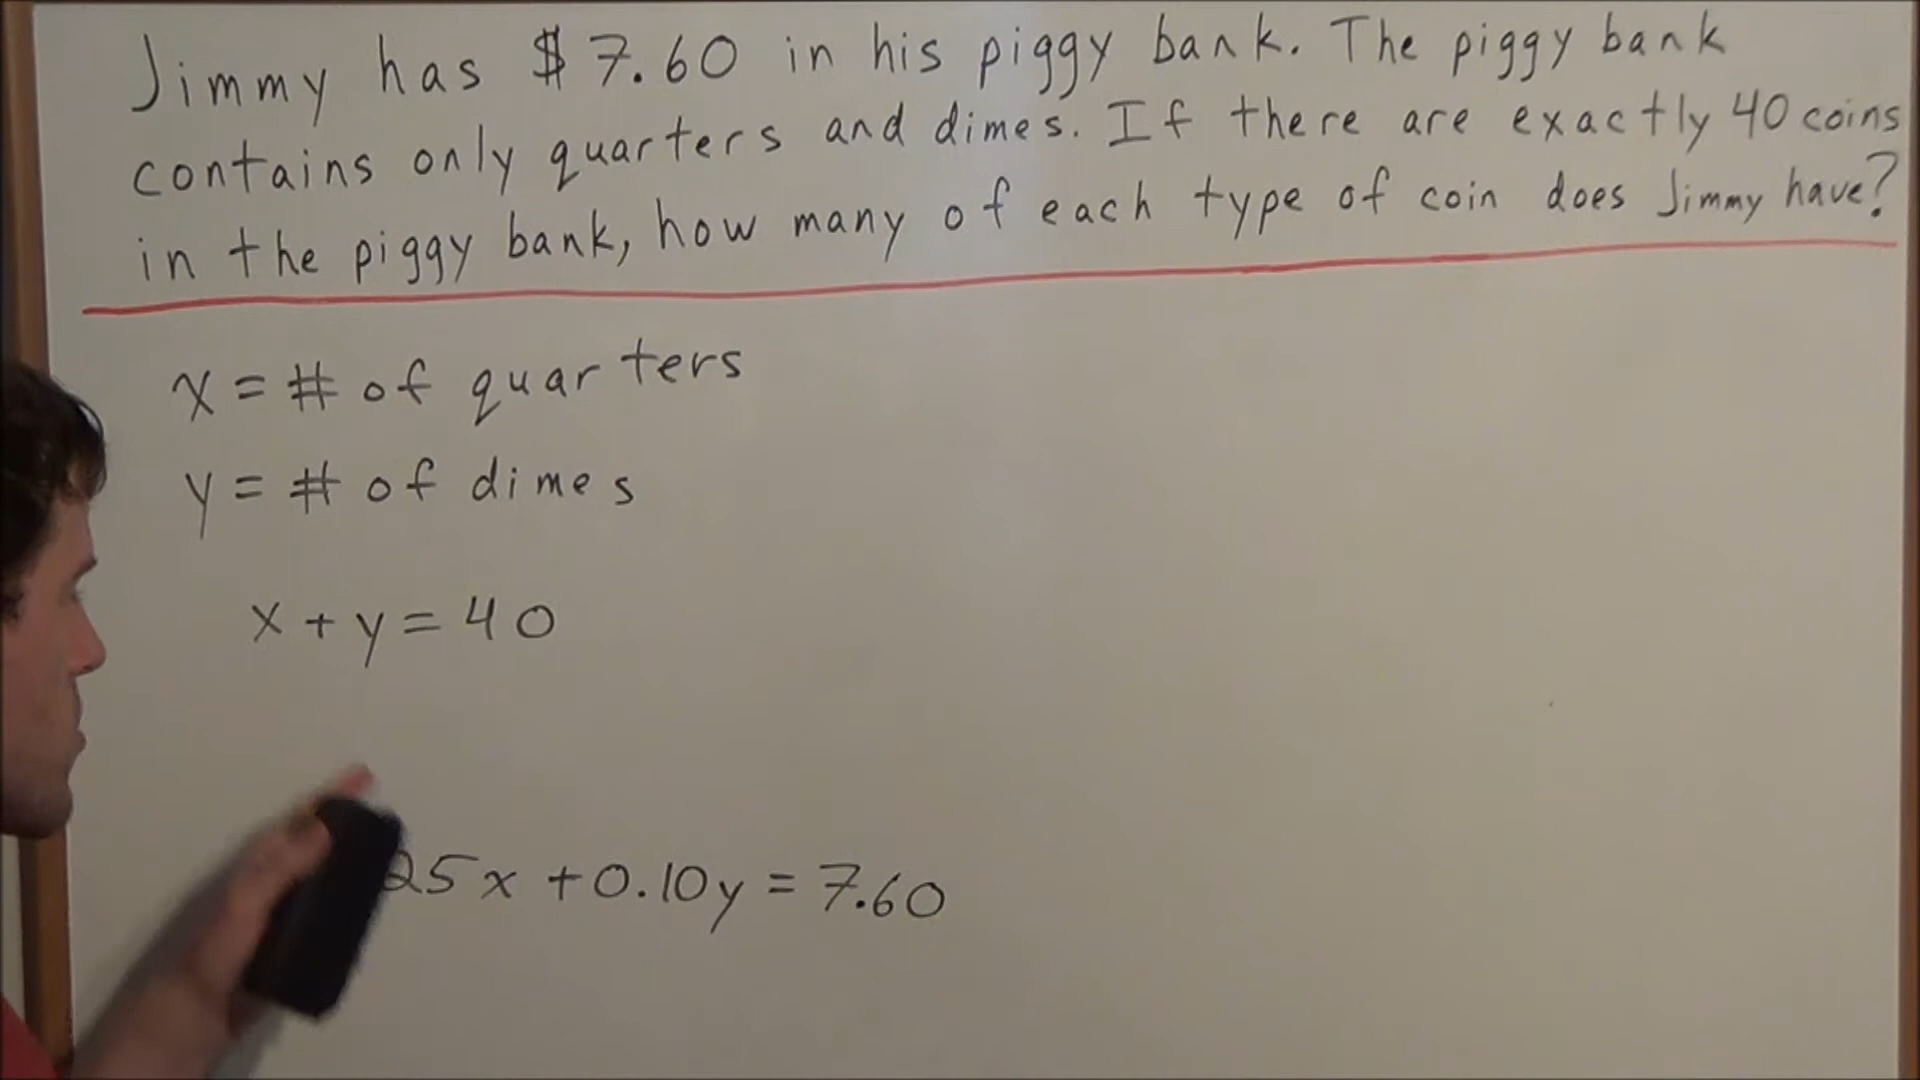 Jimmy has $7.60 in his piggy bank. The piggy bank
contains only quarters and dimes. If there are exactly 40 coins
in the piggy bank, how many of each type of coin does Jimmy have?
x = # of quarters
y = # of dimes
x + y = 40
25x + 0.10y = 7.60